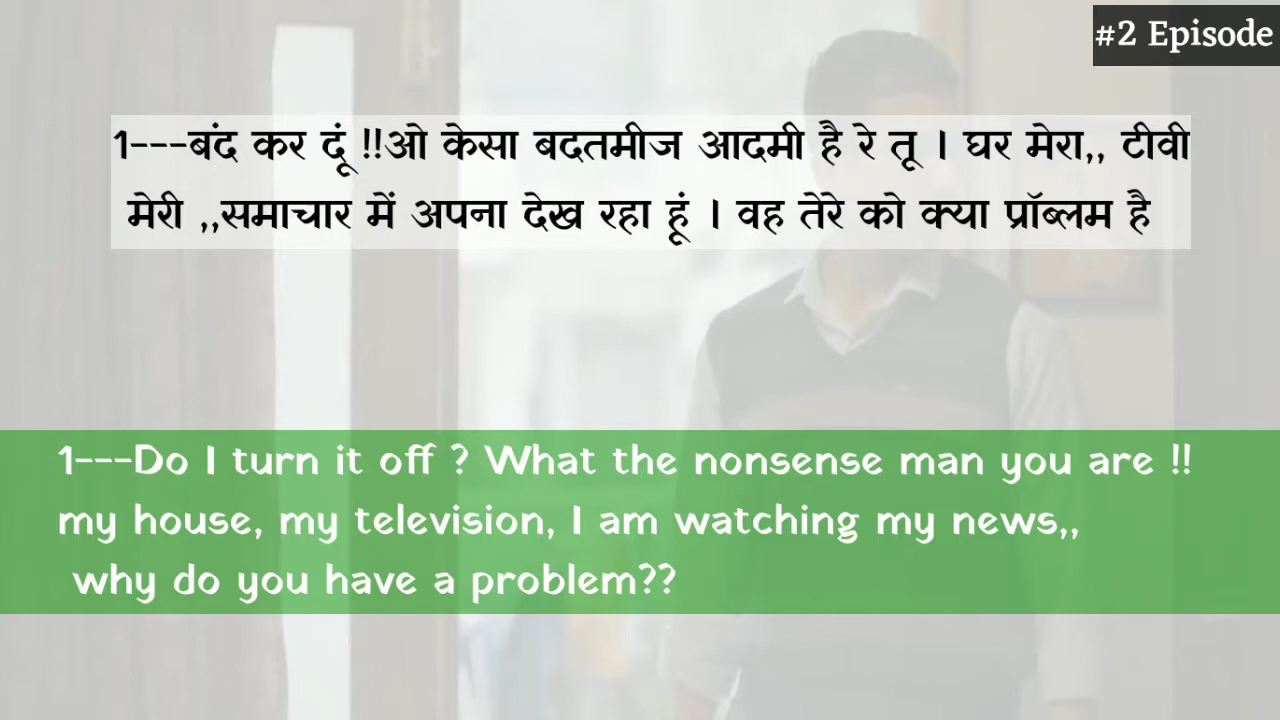 #2 Episode
1---बंद कर दूं !!ओ केसा बदतमीज आदमी है रे तू । घर मेरा,, टीवी
मेरी ,,समाचार में अपना देख रहा हूं । वह तेरे को क्या प्रॉब्लम है
1---Do I turn it off ? What the nonsense man you are !!
my house, my television, I am watching my news,,
why do you have a problem??